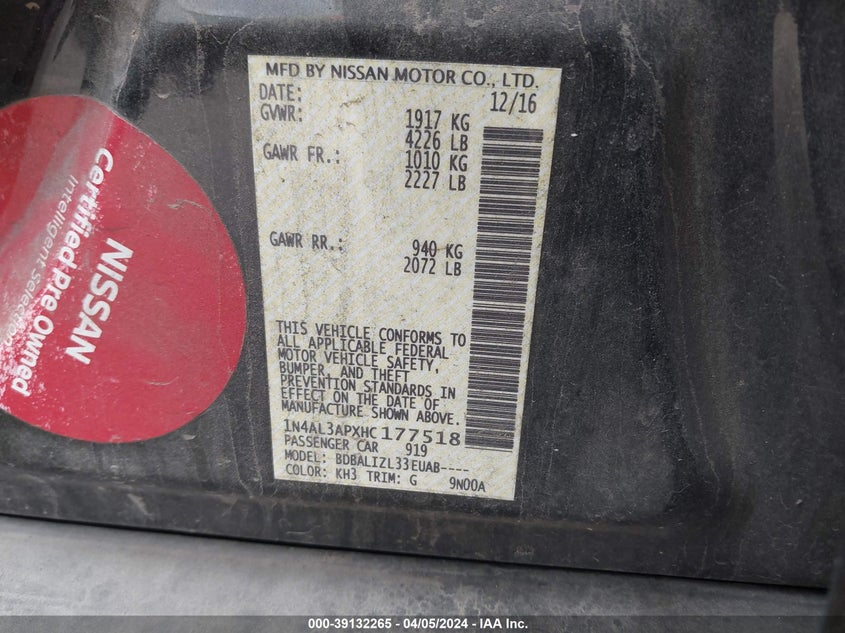 MFD BY NISSAN MOTOR CO., LTD.
DATE: 12/16
GVWR: 1917 KG
4226 LB
GAWR FR.: 1010 KG
2227 LB
GAWR RR.: 940 KG
2072 LB
THIS VEHICLE CONFORMS TO
ALL APPLICABLE FEDERAL
MOTOR VEHICLE SAFETY,
BUMPER, AND THEFT
PREVENTION STANDARDS IN
EFFECT ON THE DATE OF
MANUFACTURE SHOWN ABOVE.
1N4AL3APXHC177518
PASSENGER CAR 919
MODEL: BDBALIZL33EUAB----
COLOR: KH3 TRIM: G 9N00A
NISSAN
Certified Pre Owned
Intelligent Selection
000-39132265 - 04/05/2024 - IAA Inc.